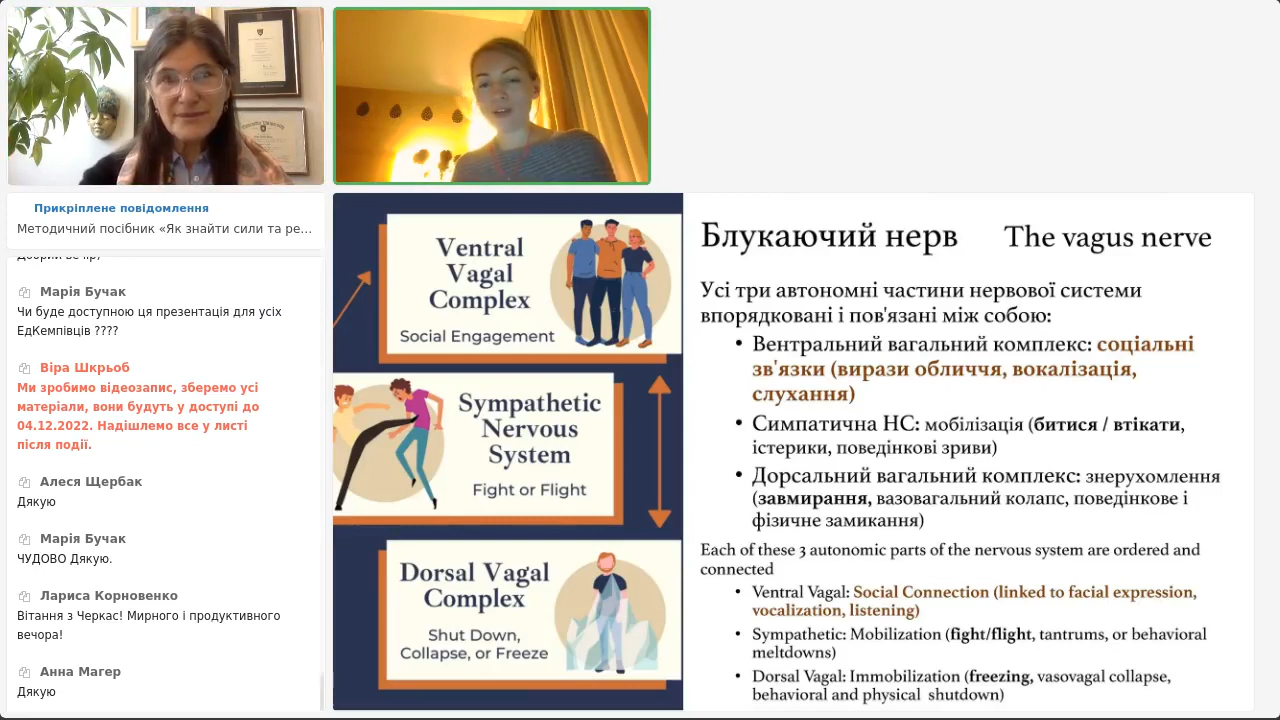 Прикріплене повідомлення
Методичний посібник «Як знайти сили та ре...
Добрий вечір)
Марія Бучак
Чи буде доступною ця презентація для усіх
ЕдКемпівців ????
Віра Шкрьоб
Ми зробимо відеозапис, зберемо усі
матеріали, вони будуть у доступі до
04.12.2022. Надішлемо все у листі
після події.
Алеся Щербак
Дякую
Марія Бучак
ЧУДОВО Дякую.
Лариса Корновенко
Вітання з Черкас! Мирного і продуктивного
вечора!
Анна Магер
Дякую
Ventral
Vagal
Complex
Social Engagement
Sympathetic
Nervous
System
Fight or Flight
Dorsal Vagal
Complex
Shut Down,
Collapse, or Freeze
Блукаючий нерв The vagus nerve
Усі три автономні частини нервової системи
впорядковані і пов'язані між собою:
• Вентральний вагальний комплекс: соціальні
зв'язки (вирази обличчя, вокалізація,
слухання)
• Симпатична НС: мобілізація (битися / втікати,
істерики, поведінкові зриви)
• Дорсальний вагальний комплекс: знерухомлення
(завмирання, вазовагальний колапс, поведінкове і
фізичне замикання)
Each of these 3 autonomic parts of the nervous system are ordered and
connected
• Ventral Vagal: Social Connection (linked to facial expression,
vocalization, listening)
• Sympathetic: Mobilization (fight/flight, tantrums, or behavioral
meltdowns)
• Dorsal Vagal: Immobilization (freezing, vasovagal collapse,
behavioral and physical shutdown)